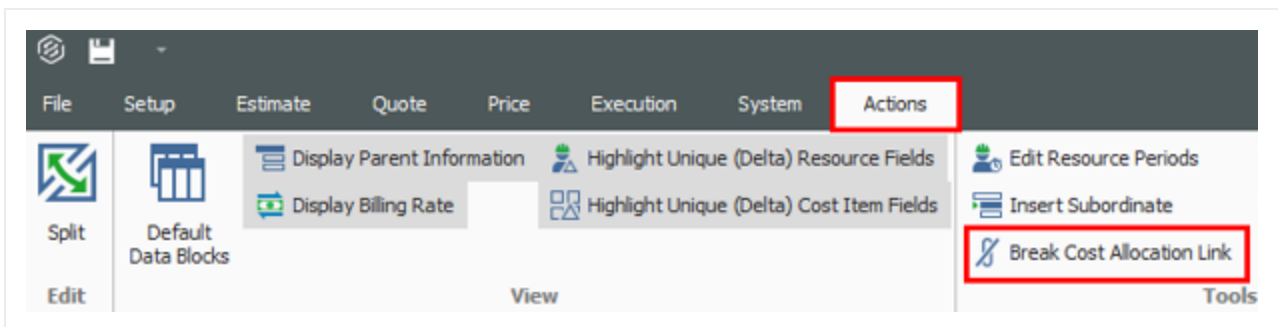 File Setup Estimate Quote Price Execution System Actions
Display Parent Information Highlight Unique (Delta) Resource Fields Edit Resource Periods
Display Billing Rate Highlight Unique (Delta) Cost Item Fields Insert Subordinate
Split Default Break Cost Allocation Link
Data Blocks
Edit View Tools